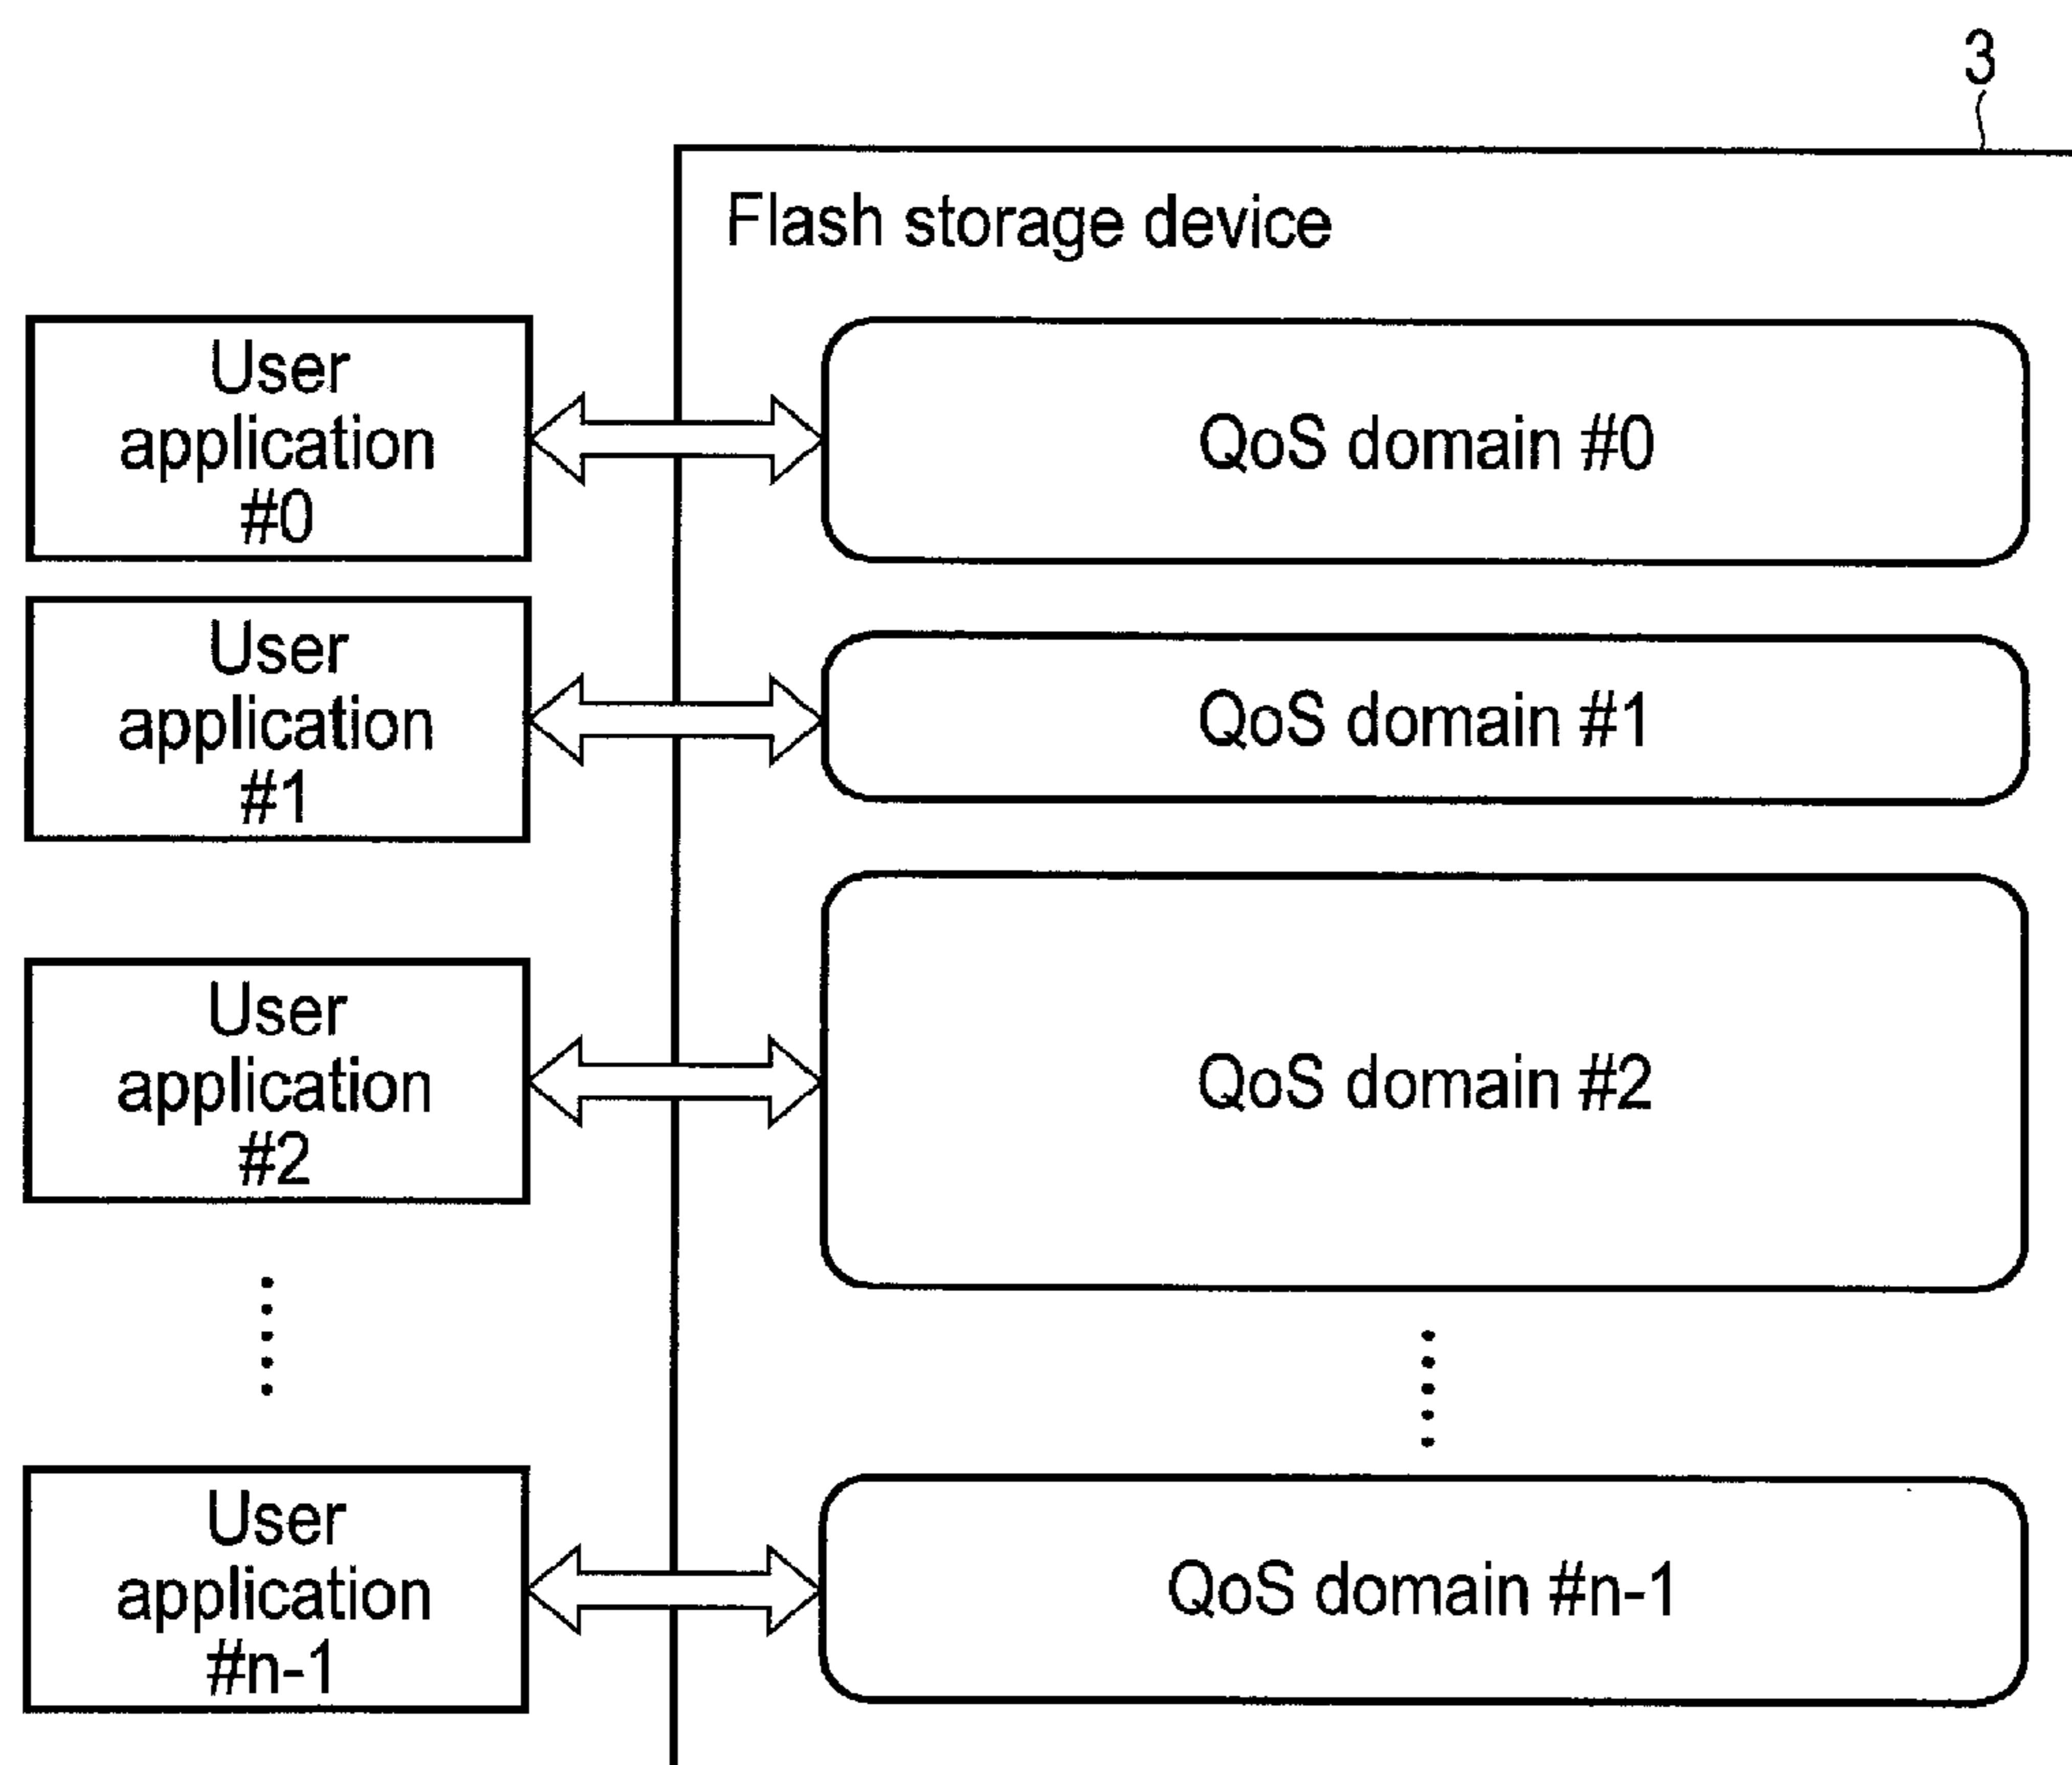 3
Flash storage device
User
application
#0
QoS domain #0
User
application
#1
QoS domain #1
User
application
#2
QoS domain #2
User
application
#n-1
QoS domain #n-1